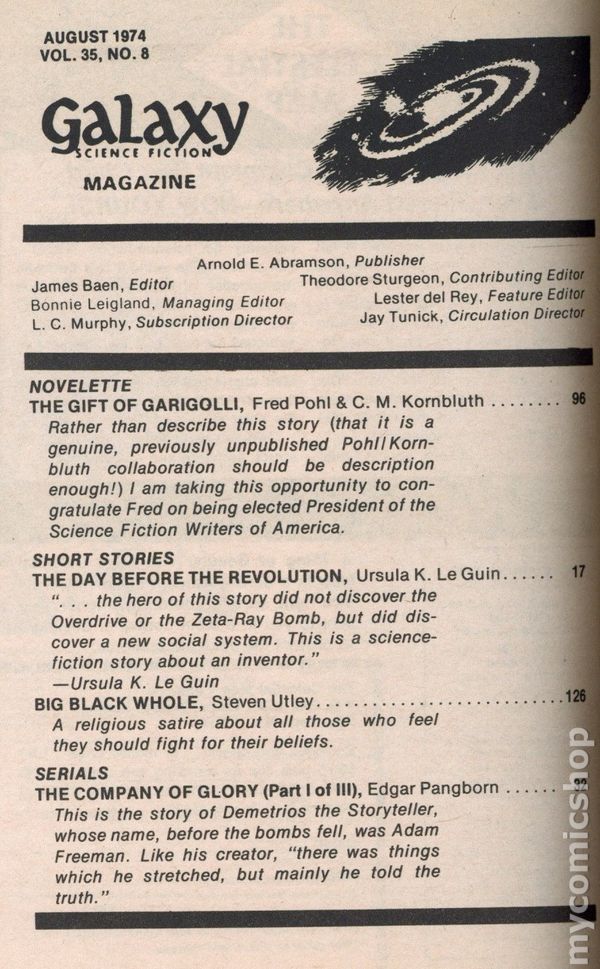 AUGUST 1974
VOL. 35, NO. 8
Galaxy
SCIENCE FICTION
MAGAZINE
Arnold E. Abramson, Publisher
James Baen, Editor Theodore Sturgeon, Contributing Editor
Bonnie Leigland, Managing Editor Lester del Rey, Feature Editor
L. C. Murphy, Subscription Director Jay Tunick, Circulation Director
NOVELETTE
THE GIFT OF GARIGOLLI, Fred Pohl & C. M. Kornbluth ........ 96
Rather than describe this story (that it is a
genuine, previously unpublished Pohl/Korn-
bluth collaboration should be description
enough!) I am taking this opportunity to con-
gratulate Fred on being elected President of the
Science Fiction Writers of America.
SHORT STORIES
THE DAY BEFORE THE REVOLUTION, Ursula K. Le Guin...... 17
“. . . the hero of this story did not discover the
Overdrive or the Zeta-Ray Bomb, but did dis-
cover a new social system. This is a science-
fiction story about an inventor.”
—Ursula K. Le Guin
BIG BLACK WHOLE, Steven Utley..........................126
A religious satire about all those who feel
they should fight for their beliefs.
SERIALS
THE COMPANY OF GLORY (Part I of III), Edgar Pangborn ......
This is the story of Demetrios the Storyteller,
whose name, before the bombs fell, was Adam
Freeman. Like his creator, “there was things
which he stretched, but mainly he told the
truth.”
mycomicshop